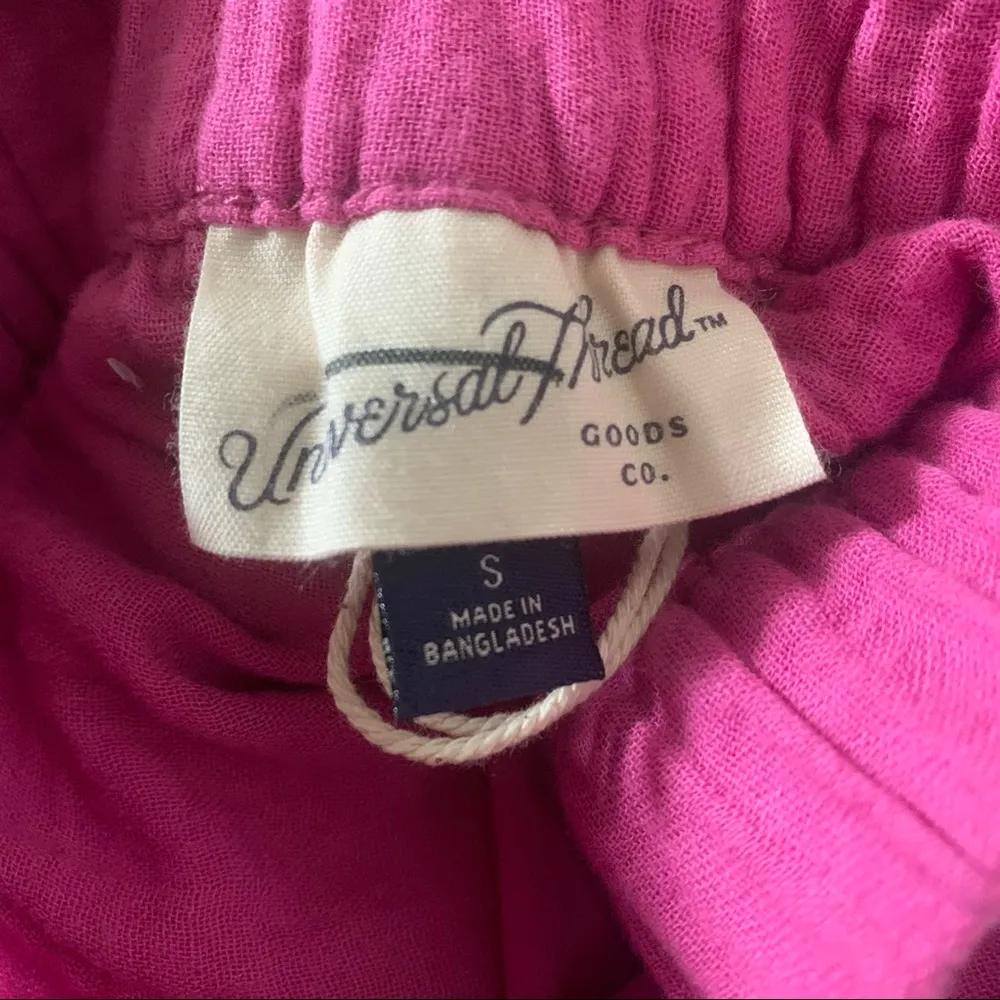 Universal Thread™
GOODS
CO.
S
MADE IN
BANGLADESH